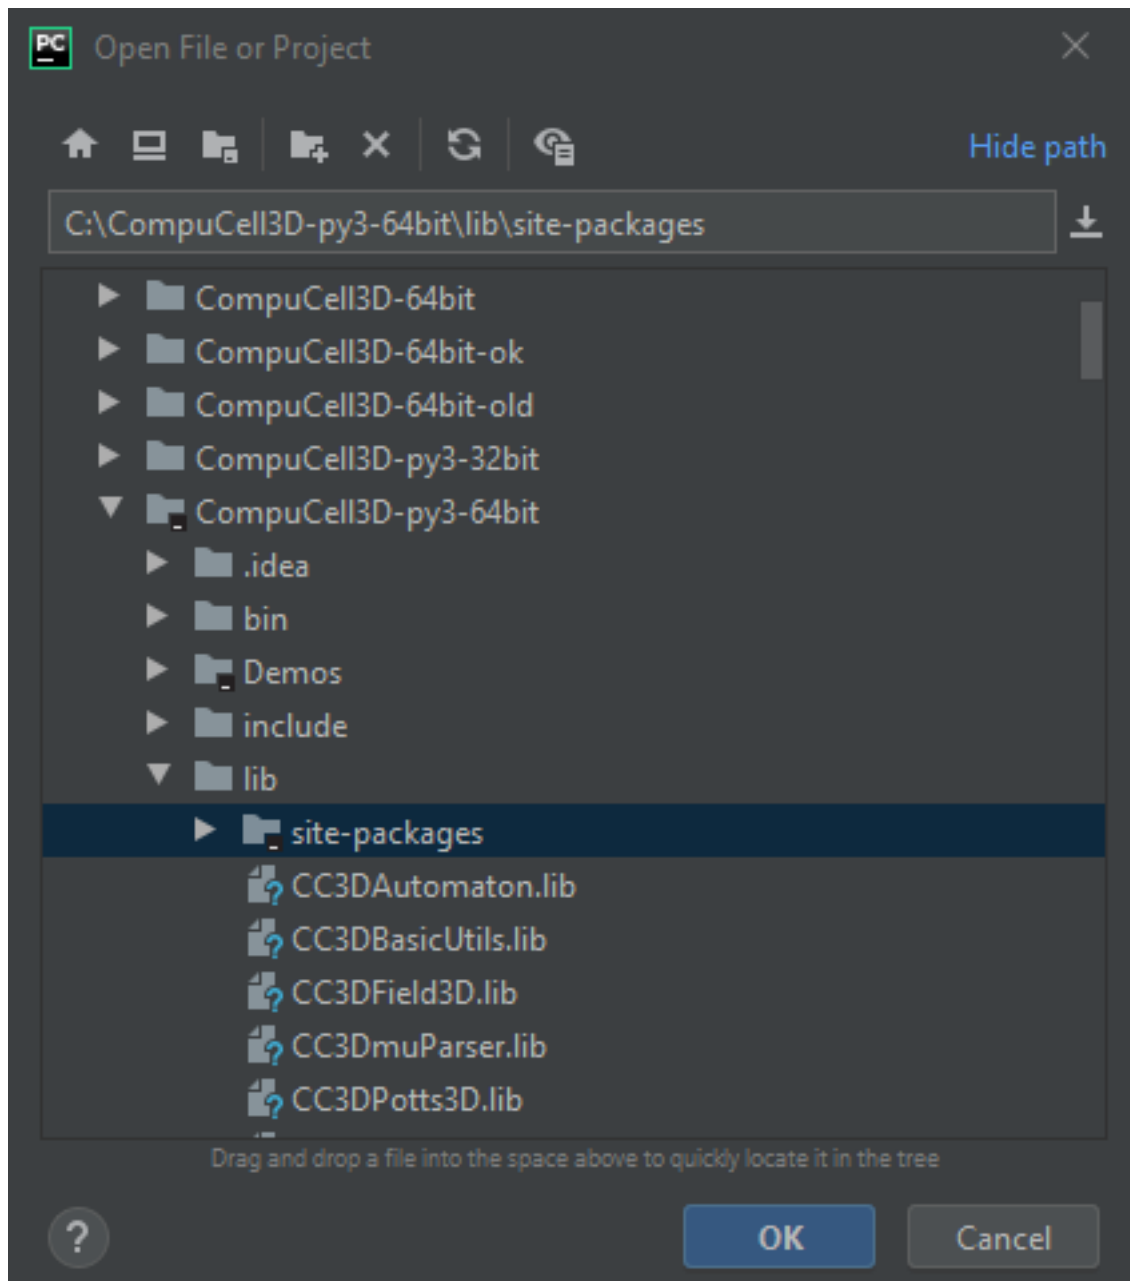 PC Open File or Project
Hide path
C:\CompuCell3D-py3-64bit\lib\site-packages
CompuCell3D-64bit
CompuCell3D-64bit-ok
CompuCell3D-64bit-old
CompuCell3D-py3-32bit
CompuCell3D-py3-64bit
.idea
bin
Demos
include
lib
site-packages
CC3DAutomaton.lib
CC3DBasicUtils.lib
CC3DField3D.lib
CC3DmuParser.lib
CC3DPotts3D.lib
Drag and drop a file into the space above to quickly locate it in the tree
? OK Cancel